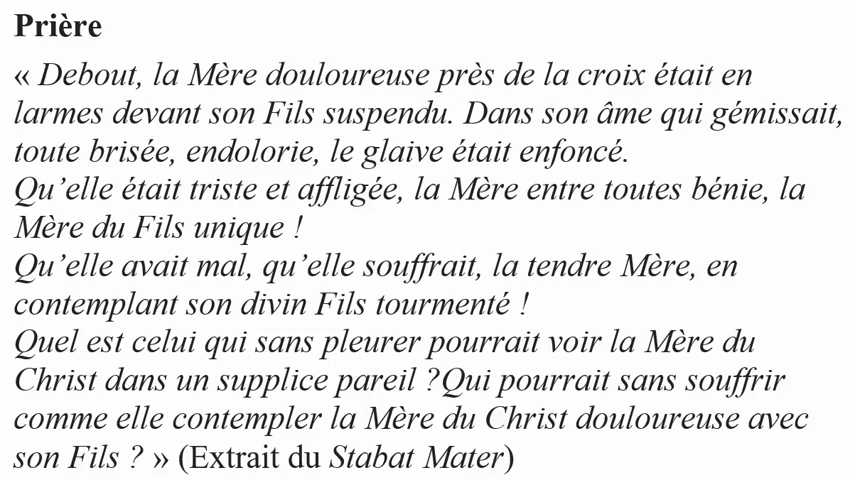 Prière
« Debout, la Mère douloureuse près de la croix était en
larmes devant son Fils suspendu. Dans son âme qui gémissait,
toute brisée, endolorie, le glaive était enfoncé.
Qu’elle était triste et affligée, la Mère entre toutes bénie, la
Mère du Fils unique !
Qu’elle avait mal, qu’elle souffrait, la tendre Mère, en
contemplant son divin Fils tourmenté !
Quel est celui qui sans pleurer pourrait voir la Mère du
Christ dans un supplice pareil ?Qui pourrait sans souffrir
comme elle contempler la Mère du Christ douloureuse avec
son Fils ? » (Extrait du Stabat Mater)